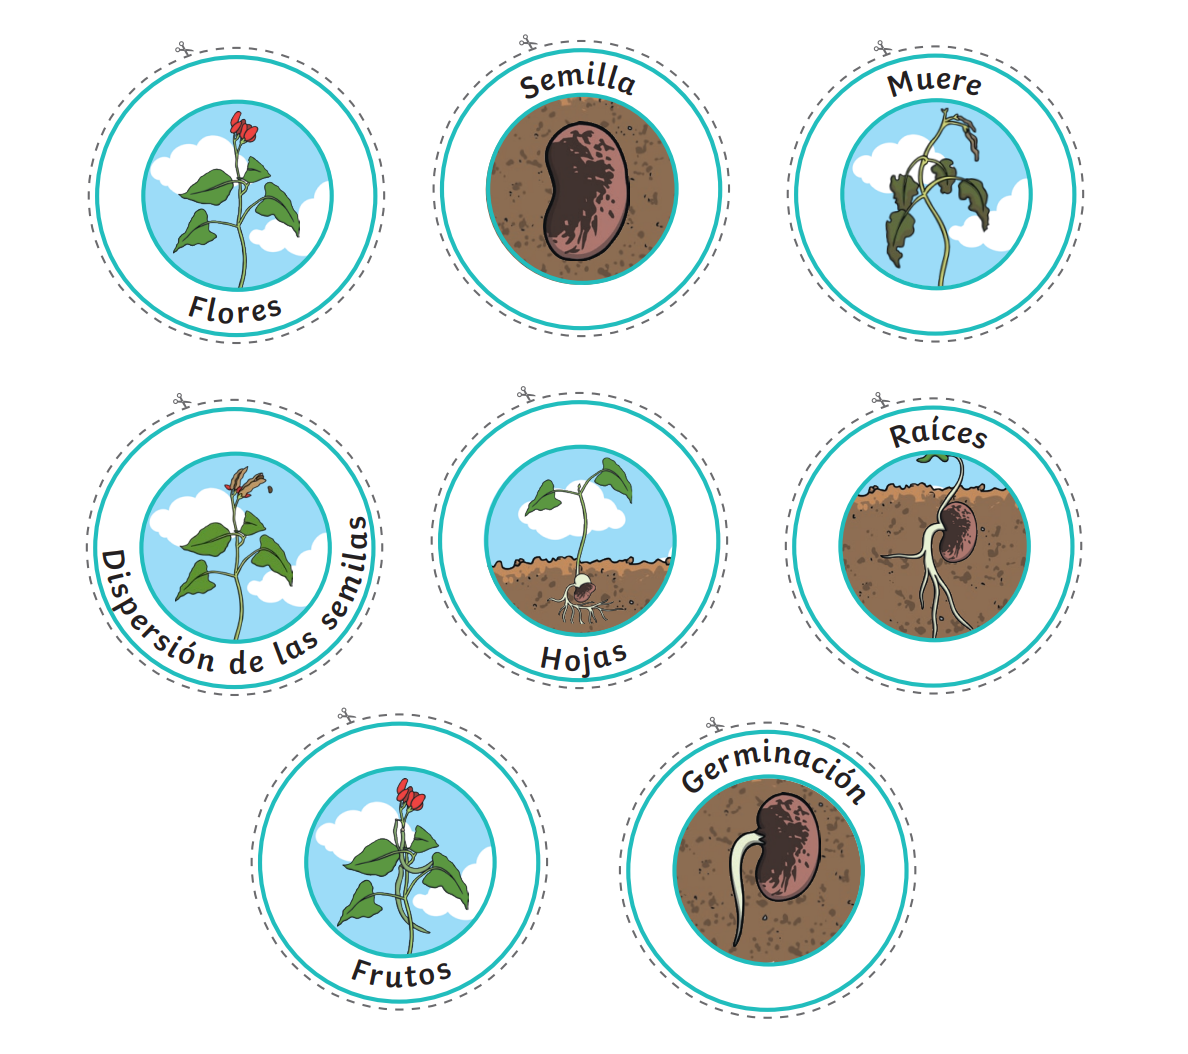 Flores
Semilla
Muere
Dispersión de las semilas
Hojas
Raíces
Frutos
Germinación